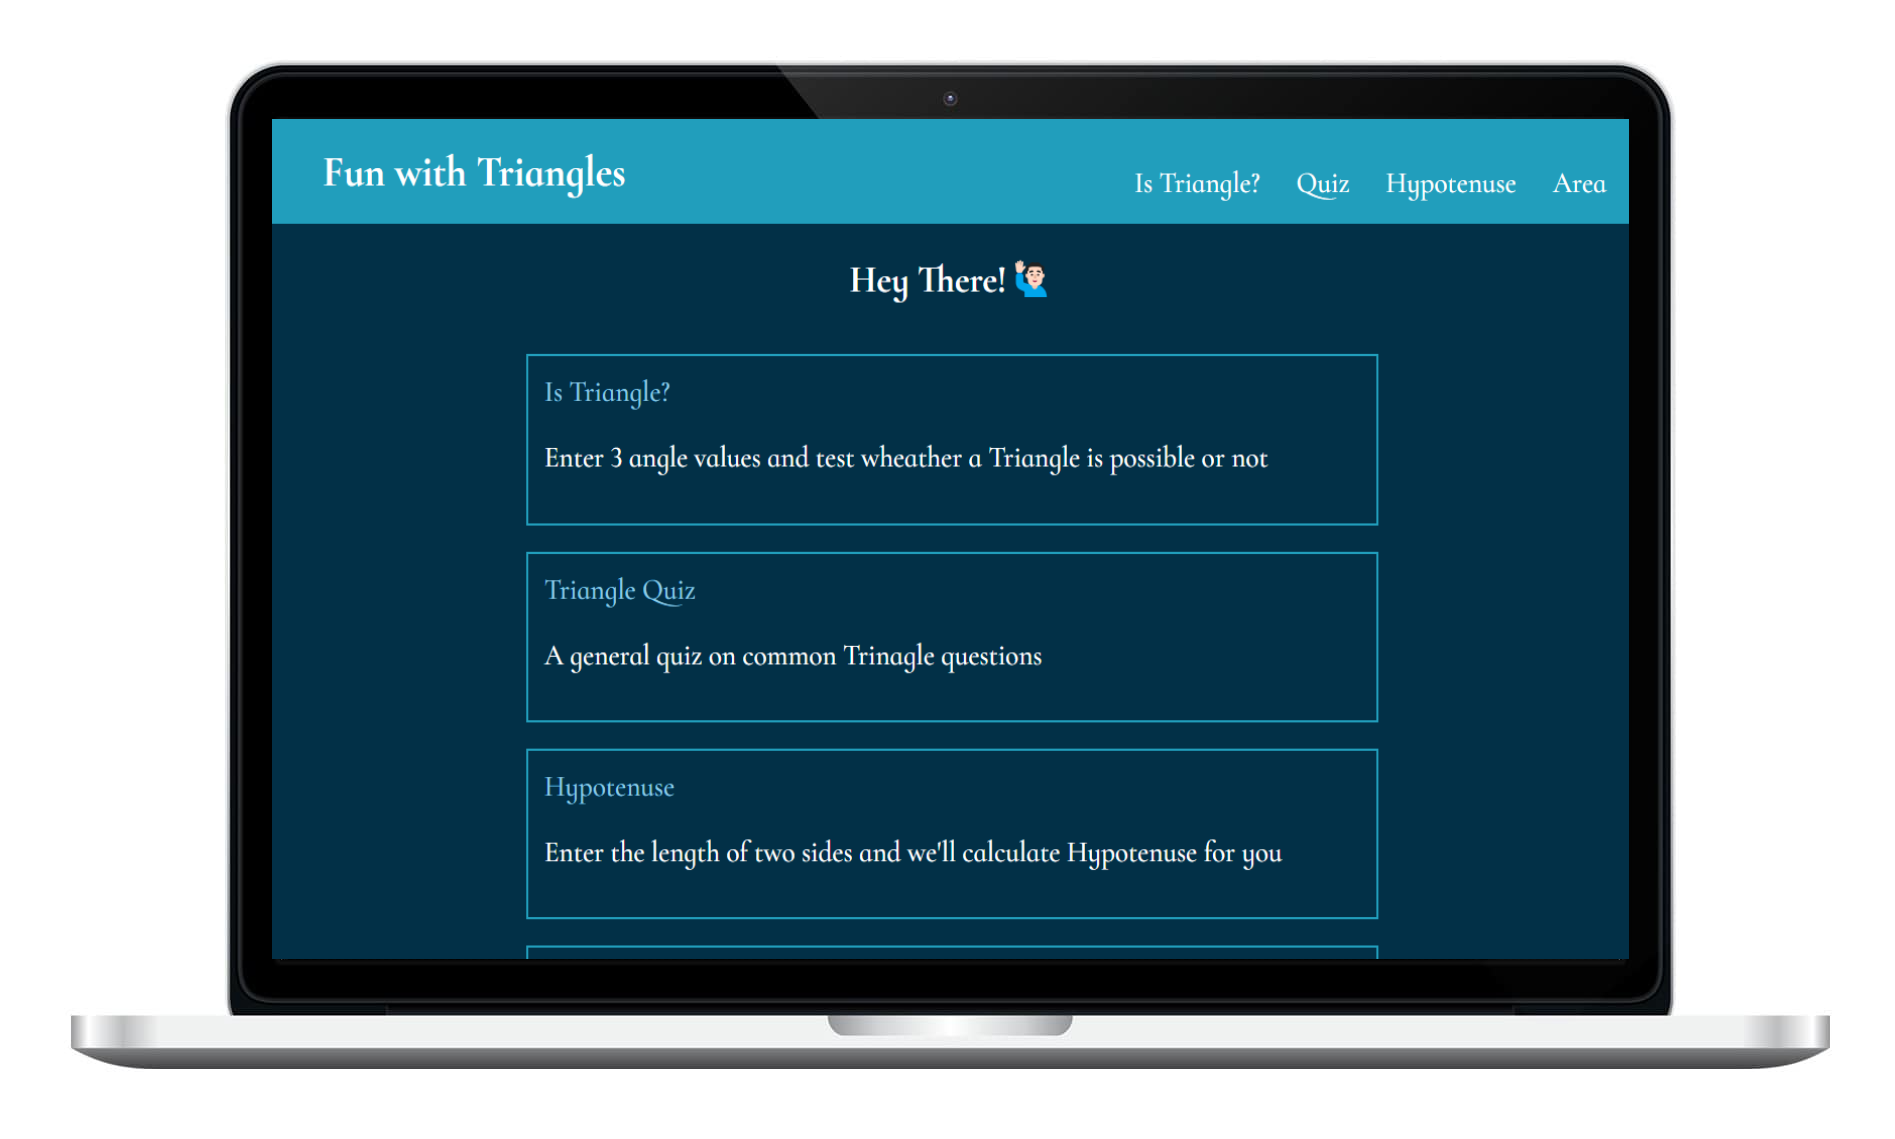 Fun with Triangles
Is Triangle? Quiz Hypotenuse Area
Hey There! 🙋🏻‍♂️
Is Triangle?
Enter 3 angle values and test wheather a Triangle is possible or not
Triangle Quiz
A general quiz on common Trinagle questions
Hypotenuse
Enter the length of two sides and we'll calculate Hypotenuse for you